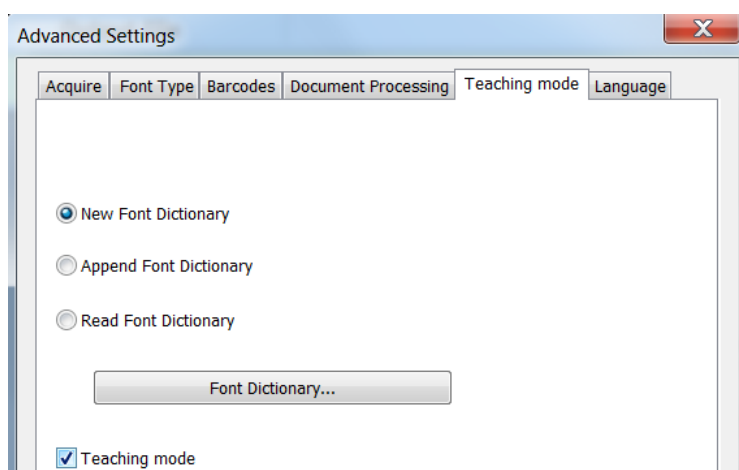 Advanced Settings
Acquire Font Type Barcodes Document Processing Teaching mode Language
New Font Dictionary
Append Font Dictionary
Read Font Dictionary
Font Dictionary...
Teaching mode